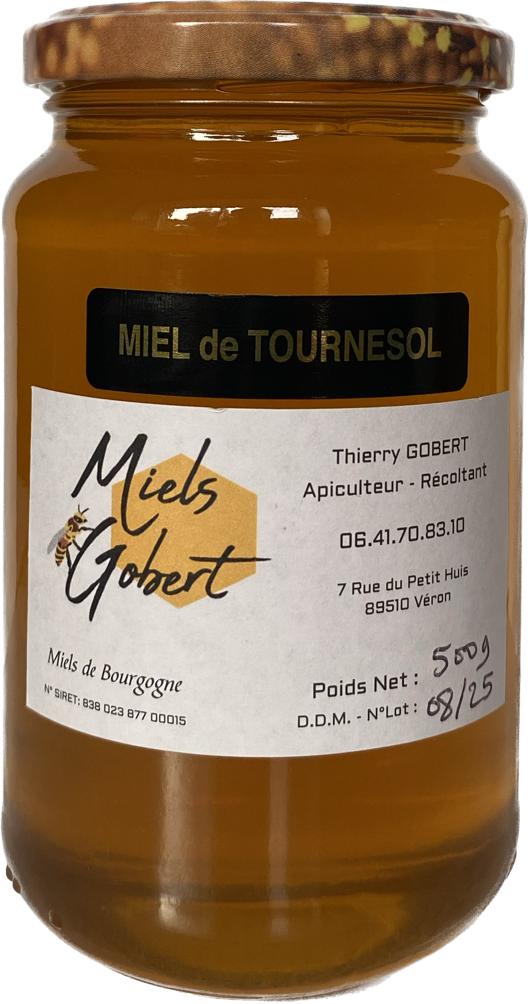 MIEL de TOURNESOL
Miels
Gobert
Miels de Bourgogne
N° SIRET: 838 023 877 00015
Thierry GOBERT
Apiculteur - Récoltant
06.41.70.83.10
7 Rue du Petit Huis
89510 Véron
Poids Net : 500g
D.D.M. - N°Lot : 08/25